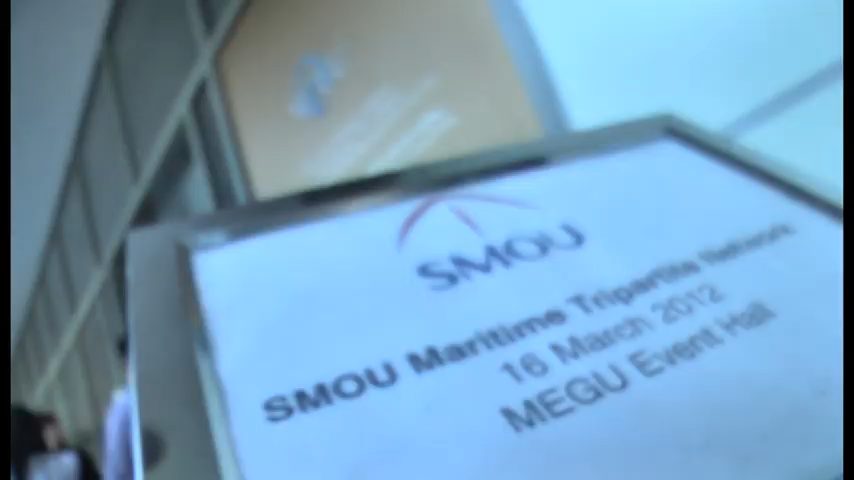 SMOU
SMOU Maritime Tripartite Network
16 March 2012
MEGU Event Hall